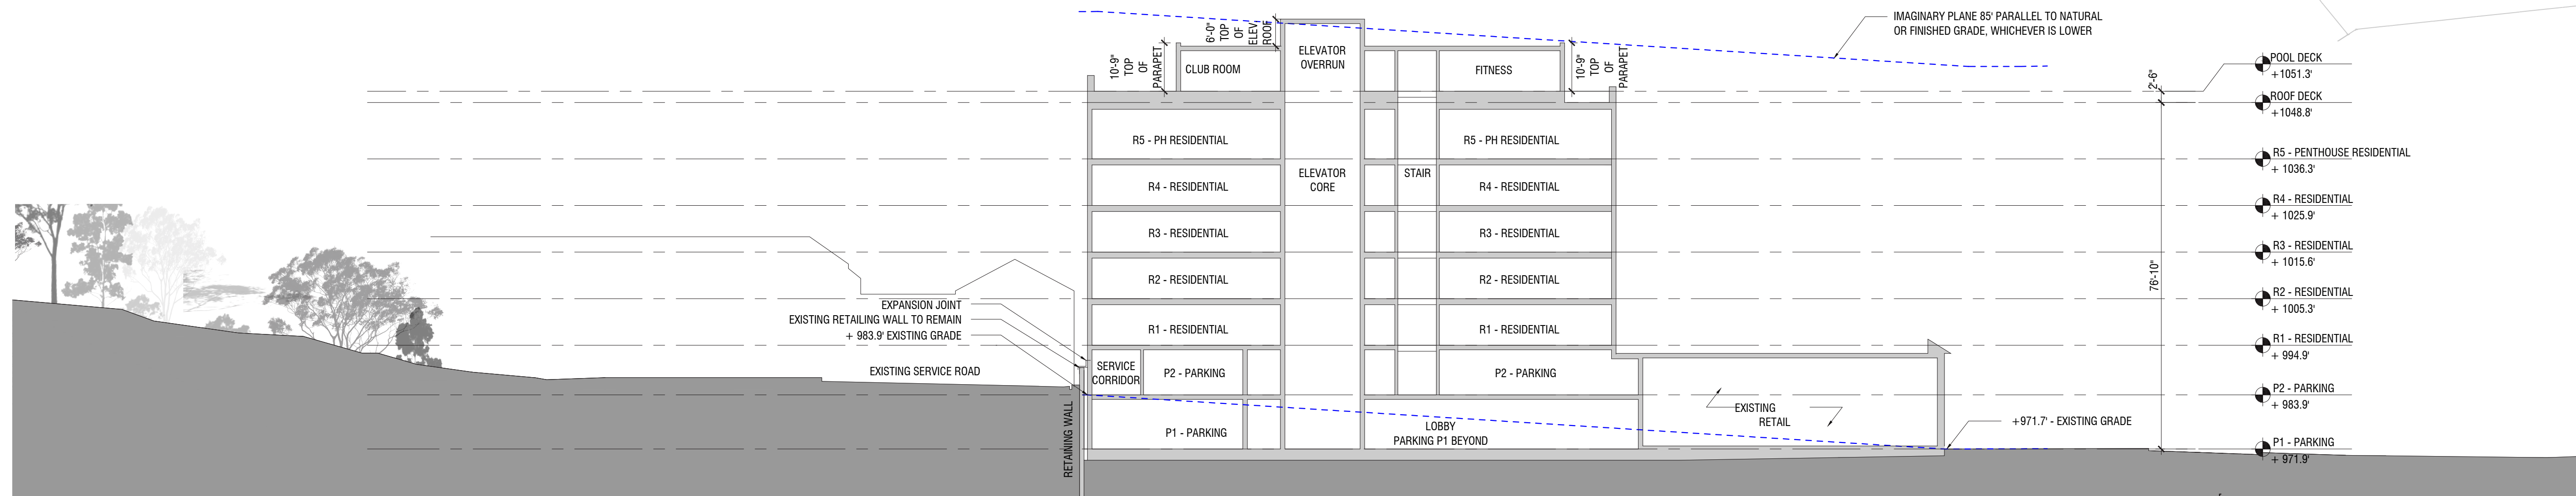 IMAGINARY PLANE 85' PARALLEL TO NATURAL
OR FINISHED GRADE, WHICHEVER IS LOWER
6'-0"
TOP
OF
ELEV
ROOF
10'-9"
TOP
OF
PARAPET
CLUB ROOM
ELEVATOR
OVERRUN
FITNESS
10'-9"
TOP
OF
PARAPET
2'-6"
POOL DECK
+1051.3'
ROOF DECK
+1048.8'
R5 - PH RESIDENTIAL
R5 - PH RESIDENTIAL
R5 - PENTHOUSE RESIDENTIAL
+ 1036.3'
R4 - RESIDENTIAL
ELEVATOR
CORE
STAIR
R4 - RESIDENTIAL
R4 - RESIDENTIAL
+ 1025.9'
R3 - RESIDENTIAL
R3 - RESIDENTIAL
R3 - RESIDENTIAL
+ 1015.6'
R2 - RESIDENTIAL
R2 - RESIDENTIAL
76'-10"
R2 - RESIDENTIAL
+ 1005.3'
EXPANSION JOINT
EXISTING RETAILING WALL TO REMAIN
+ 983.9' EXISTING GRADE
R1 - RESIDENTIAL
R1 - RESIDENTIAL
R1 - RESIDENTIAL
+ 994.9'
EXISTING SERVICE ROAD
SERVICE
CORRIDOR
P2 - PARKING
P2 - PARKING
P2 - PARKING
+ 983.9'
RETAINING WALL
P1 - PARKING
LOBBY
PARKING P1 BEYOND
EXISTING
RETAIL
+971.7' - EXISTING GRADE
P1 - PARKING
+ 971.9'